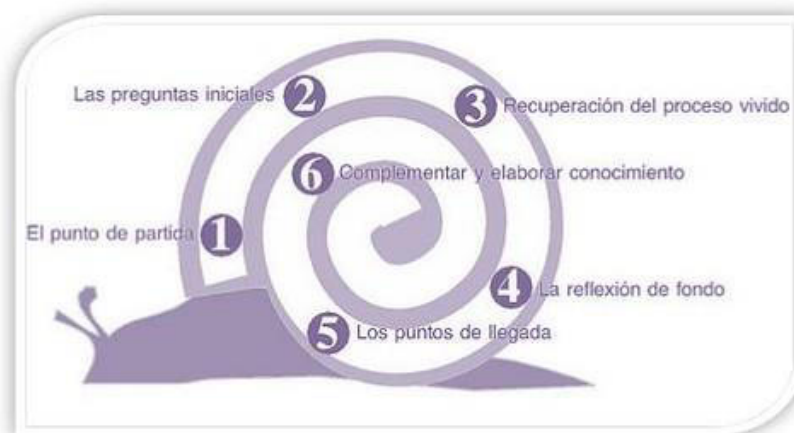 1 El punto de partida
2 Las preguntas iniciales
3 Recuperación del proceso vivido
4 La reflexión de fondo
5 Los puntos de llegada
6 Complementar y elaborar conocimiento